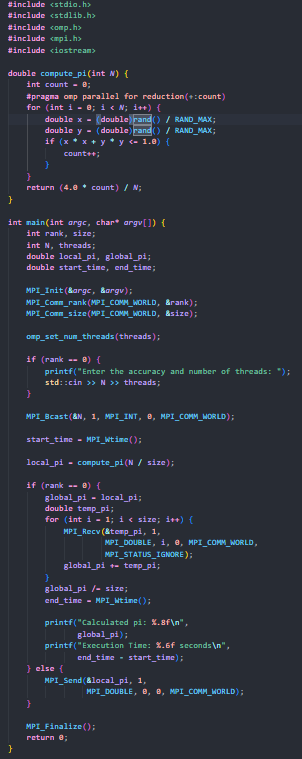 #include <stdio.h>
#include <stdlib.h>
#include <omp.h>
#include <mpi.h>
#include <iostream>
double compute_pi(int N) {
int count = 0;
#pragma omp parallel for reduction(+:count)
for (int i = 0; i < N; i++) {
double x = (double)rand() / RAND_MAX;
double y = (double)rand() / RAND_MAX;
if (x * x + y * y <= 1.0) {
count++;
}
}
return (4.0 * count) / N;
}
int main(int argc, char* argv[]) {
int rank, size;
int N, threads;
double local_pi, global_pi;
double start_time, end_time;
MPI_Init(&argc, &argv);
MPI_Comm_rank(MPI_COMM_WORLD, &rank);
MPI_Comm_size(MPI_COMM_WORLD, &size);
omp_set_num_threads(threads);
if (rank == 0) {
printf("Enter the accuracy and number of threads: ");
std::cin >> N >> threads;
}
MPI_Bcast(&N, 1, MPI_INT, 0, MPI_COMM_WORLD);
start_time = MPI_Wtime();
local_pi = compute_pi(N / size);
if (rank == 0) {
global_pi = local_pi;
double temp_pi;
for (int i = 1; i < size; i++) {
MPI_Recv(&temp_pi, 1,
MPI_DOUBLE, i, 0, MPI_COMM_WORLD,
MPI_STATUS_IGNORE);
global_pi += temp_pi;
}
global_pi /= size;
end_time = MPI_Wtime();
printf("Calculated pi: %.8f\n",
global_pi);
printf("Execution Time: %.6f seconds\n",
end_time - start_time);
} else {
MPI_Send(&local_pi, 1,
MPI_DOUBLE, 0, 0, MPI_COMM_WORLD);
}
MPI_Finalize();
return 0;
}